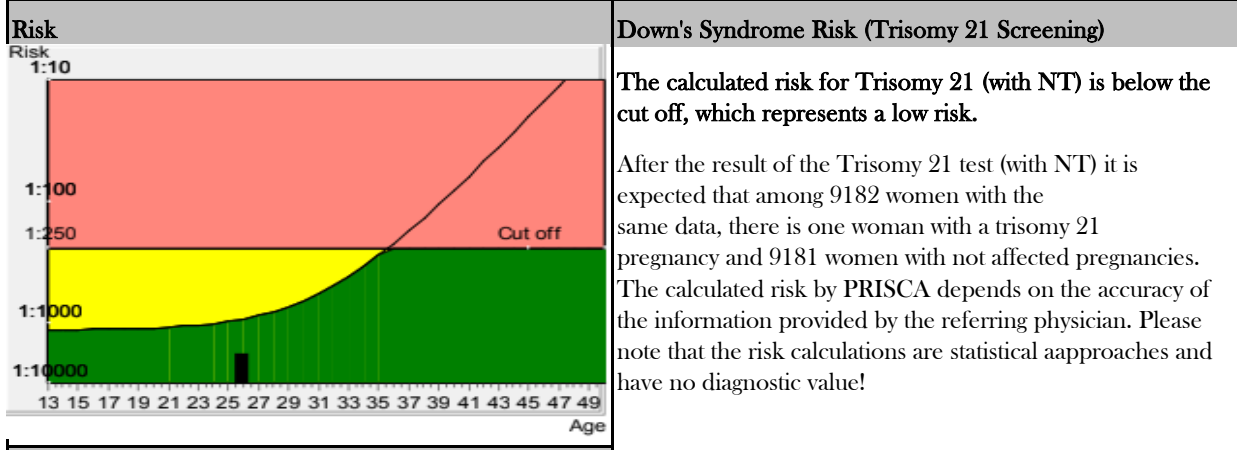 Risk
Risk
1:10
1:100
1:250
Cut off
1:1000
1:10000
13 15 17 19 21 23 25 27 29 31 33 35 37 39 41 43 45 47 49
Age
Down's Syndrome Risk (Trisomy 21 Screening)
The calculated risk for Trisomy 21 (with NT) is below the
cut off, which represents a low risk.
After the result of the Trisomy 21 test (with NT) it is
expected that among 9182 women with the
same data, there is one woman with a trisomy 21
pregnancy and 9181 women with not affected pregnancies.
The calculated risk by PRISCA depends on the accuracy of
the information provided by the referring physician. Please
note that the risk calculations are statistical aapproaches and
have no diagnostic value!